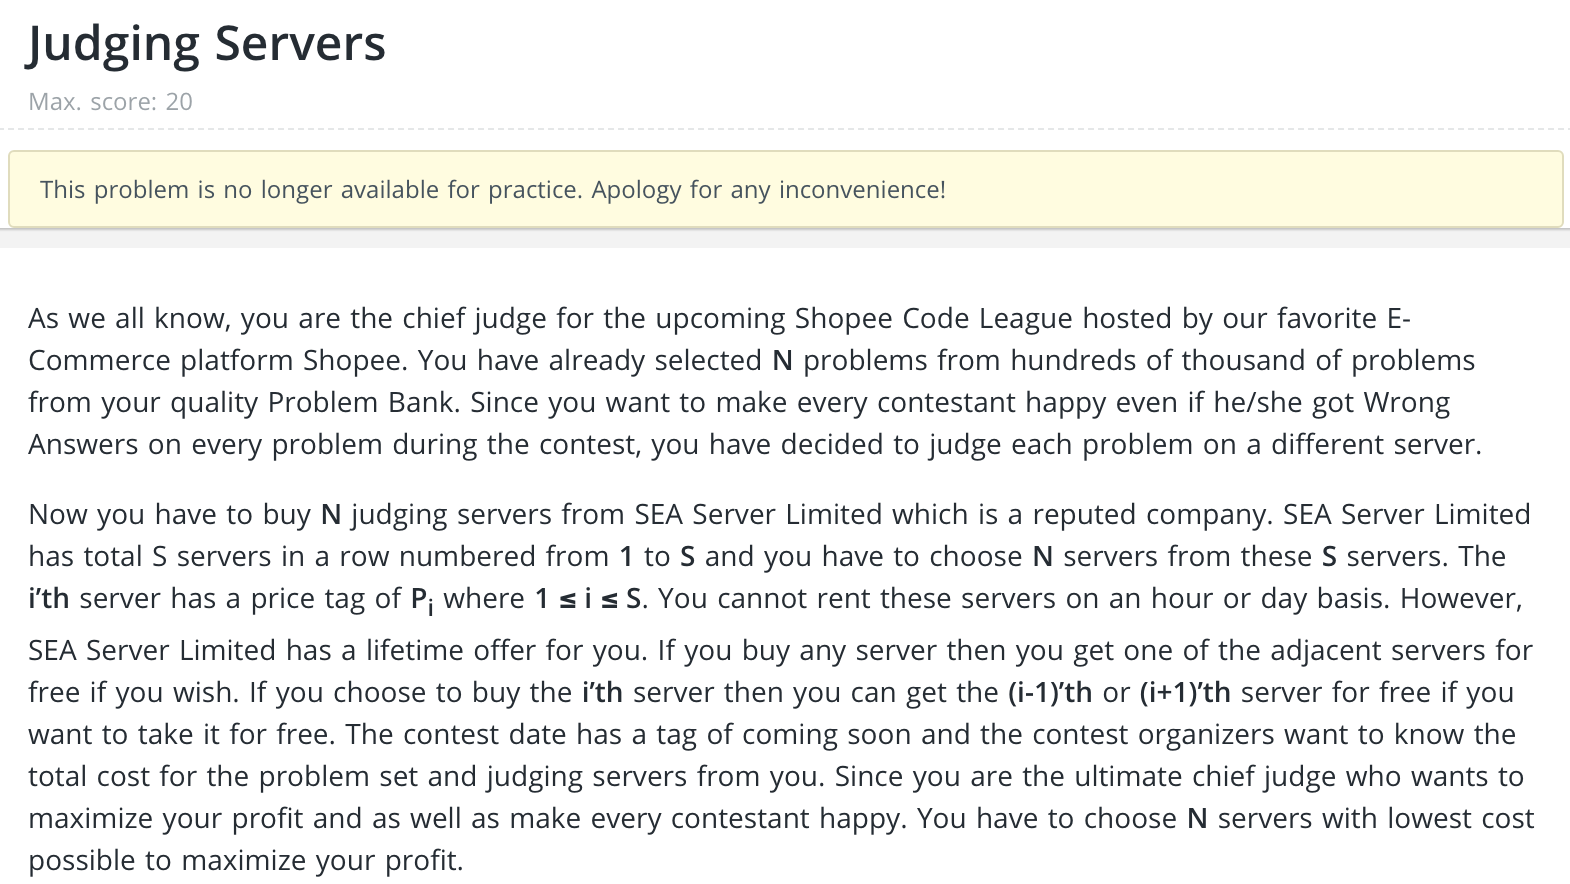 Judging Servers
Max. score: 20
This problem is no longer available for practice. Apology for any inconvenience!
As we all know, you are the chief judge for the upcoming Shopee Code League hosted by our favorite E-
Commerce platform Shopee. You have already selected N problems from hundreds of thousand of problems
from your quality Problem Bank. Since you want to make every contestant happy even if he/she got Wrong
Answers on every problem during the contest, you have decided to judge each problem on a different server.
Now you have to buy N judging servers from SEA Server Limited which is a reputed company. SEA Server Limited
has total S servers in a row numbered from 1 to S and you have to choose N servers from these S servers. The
i’th server has a price tag of Pi where 1 ≤ i ≤ S. You cannot rent these servers on an hour or day basis. However,
SEA Server Limited has a lifetime offer for you. If you buy any server then you get one of the adjacent servers for
free if you wish. If you choose to buy the i’th server then you can get the (i-1)’th or (i+1)’th server for free if you
want to take it for free. The contest date has a tag of coming soon and the contest organizers want to know the
total cost for the problem set and judging servers from you. Since you are the ultimate chief judge who wants to
maximize your profit and as well as make every contestant happy. You have to choose N servers with lowest cost
possible to maximize your profit.